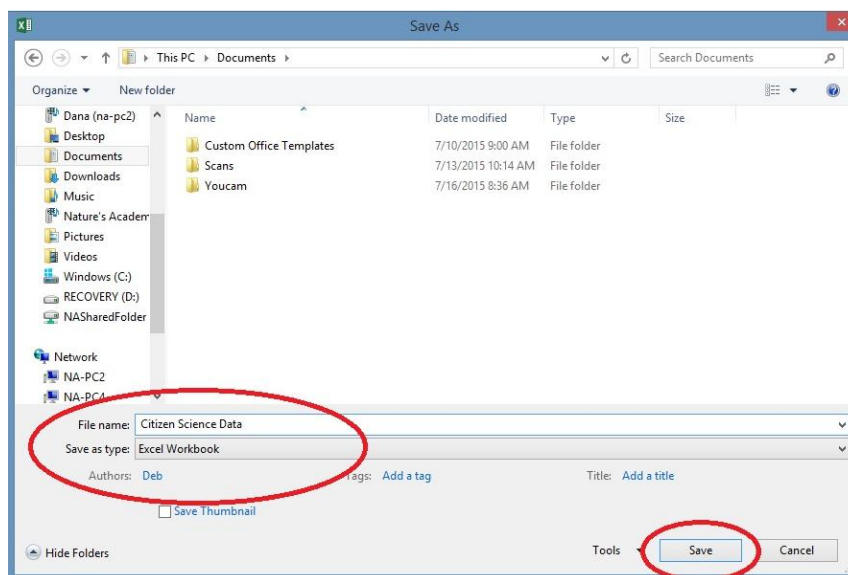 Save As
This PC Documents
Search Documents
Organize New folder
Dana (na-pc2)
Desktop
Documents
Downloads
Music
Nature's Academ
Pictures
Videos
Windows (C:)
RECOVERY (D:)
NASharedFolder
Network
NA-PC2
NA-PC4
Name Date modified Type Size
Custom Office Templates 7/10/2015 9:00 AM File folder
Scans 7/13/2015 10:14 AM File folder
Youcam 7/16/2015 8:36 AM File folder
File name: Citizen Science Data
Save as type: Excel Workbook
Authors: Deb Tags: Add a tag Title: Add a title
Save Thumbnail
Hide Folders Tools Save Cancel